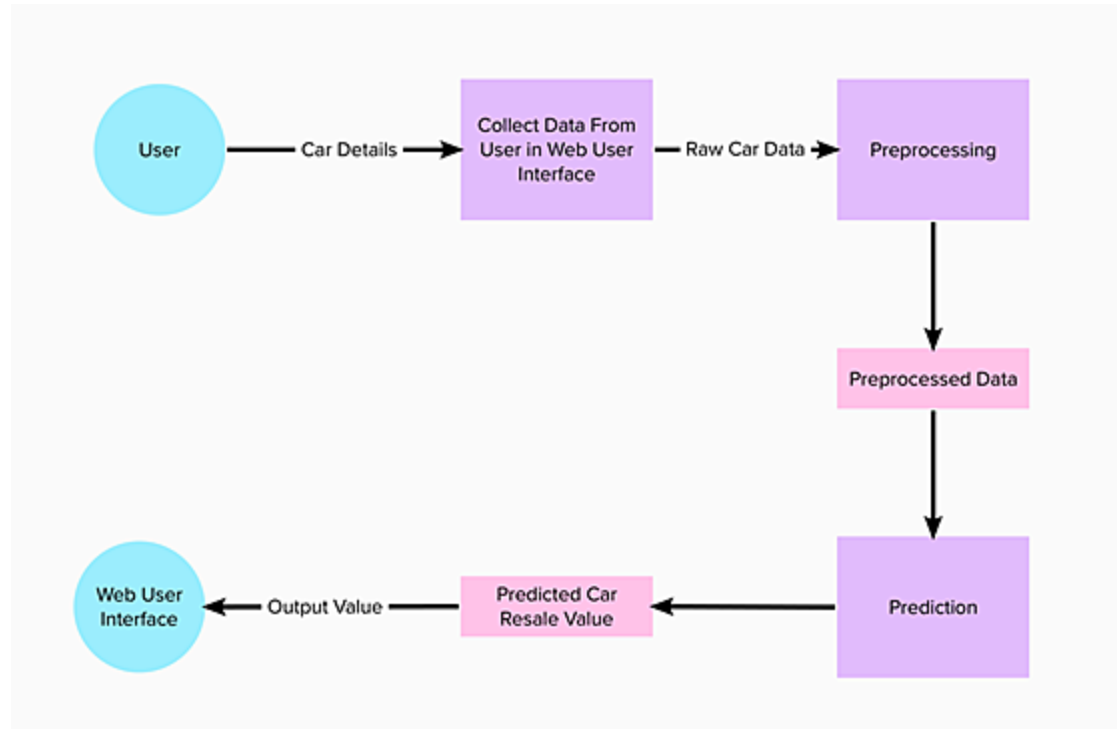 User
Car Details
Collect Data From
User in Web User
Interface
Raw Car Data
Preprocessing
Preprocessed Data
Prediction
Predicted Car
Resale Value
Output Value
Web User
Interface